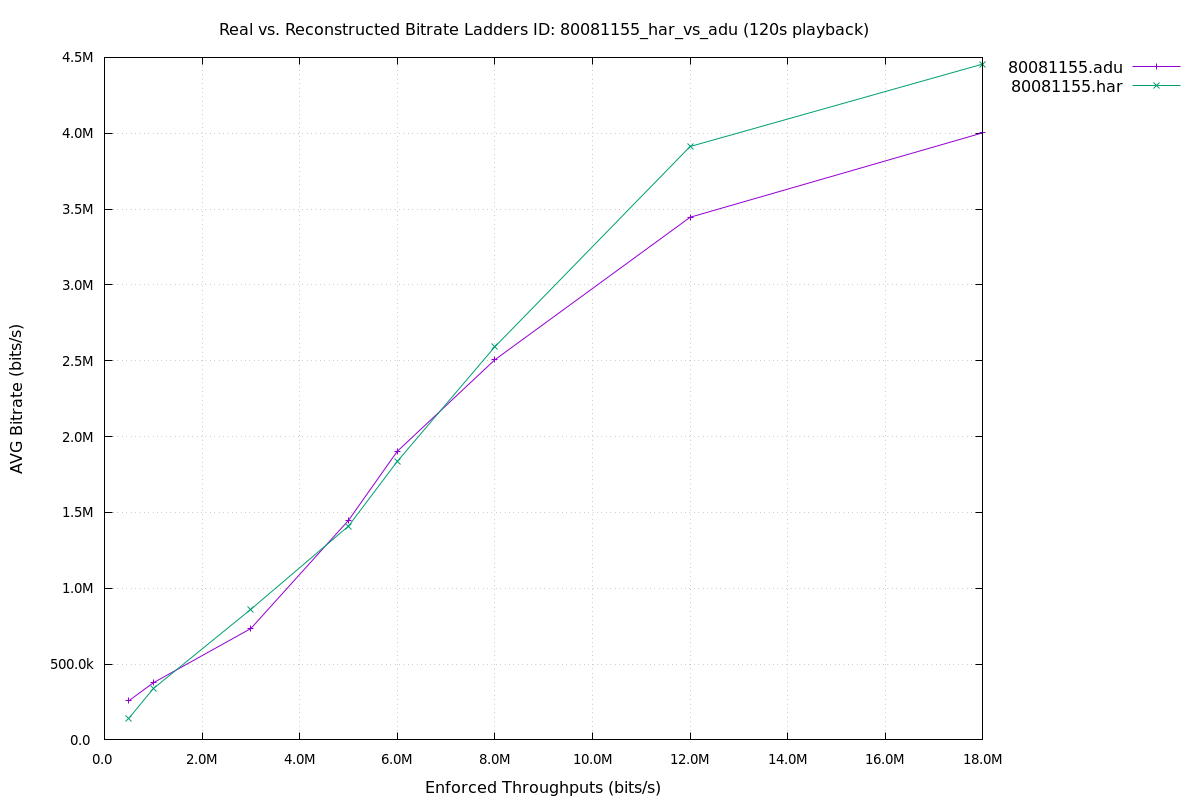 Real vs. Reconstructed Bitrate Ladders ID: 80081155_har_vs_adu (120s playback)
80081155.adu
80081155.har
4.5M
4.0M
3.5M
3.0M
2.5M
2.0M
1.5M
1.0M
500.0k
0.0
AVG Bitrate (bits/s)
0.0 2.0M 4.0M 6.0M 8.0M 10.0M 12.0M 14.0M 16.0M 18.0M
Enforced Throughputs (bits/s)